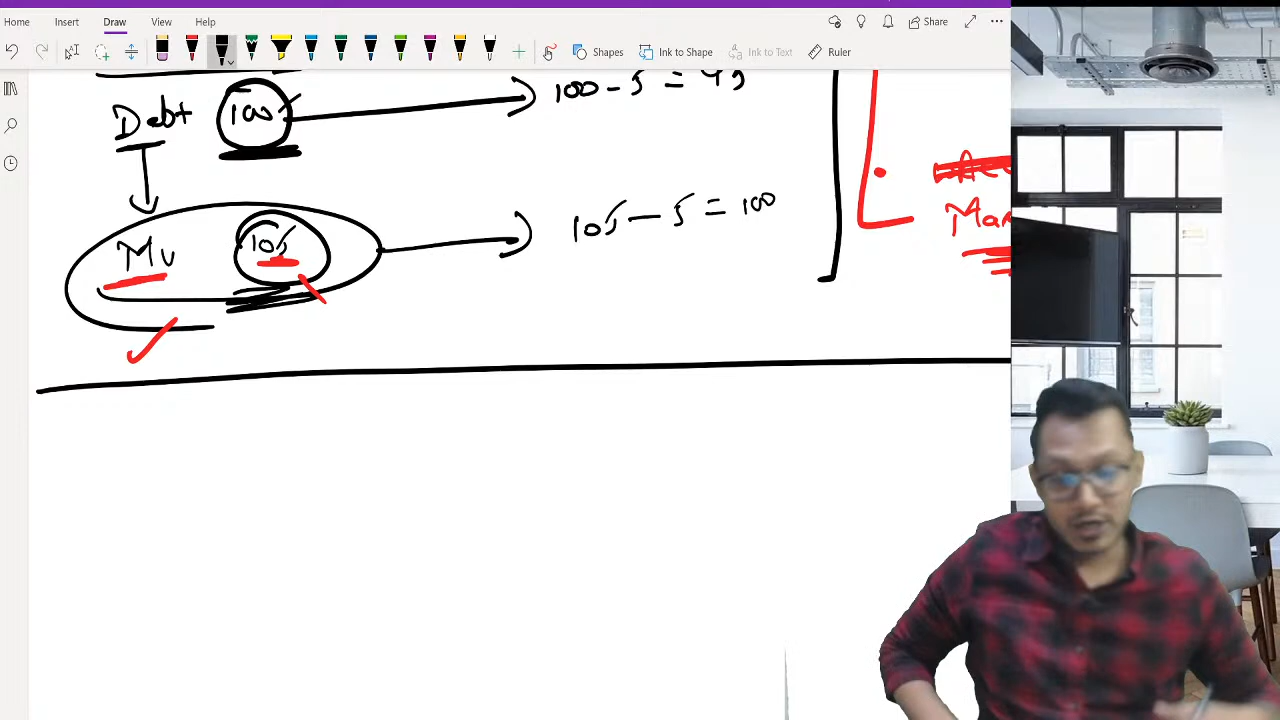 Home Insert Draw View Help Share
Shapes Ink to Shape Ink to Text Ruler
Debt 100 100 - 5 = 95
Mv 105 105 - 5 = 100